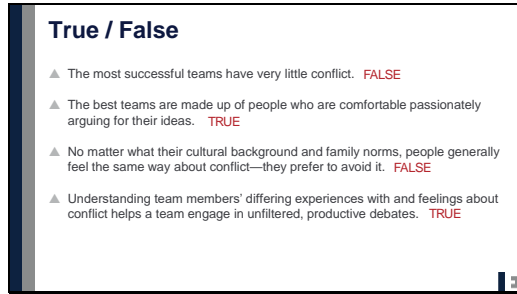 True / False
The most successful teams have very little conflict. FALSE
The best teams are made up of people who are comfortable passionately
arguing for their ideas. TRUE
No matter what their cultural background and family norms, people generally
feel the same way about conflict—they prefer to avoid it. FALSE
Understanding team members’ differing experiences with and feelings about
conflict helps a team engage in unfiltered, productive debates. TRUE